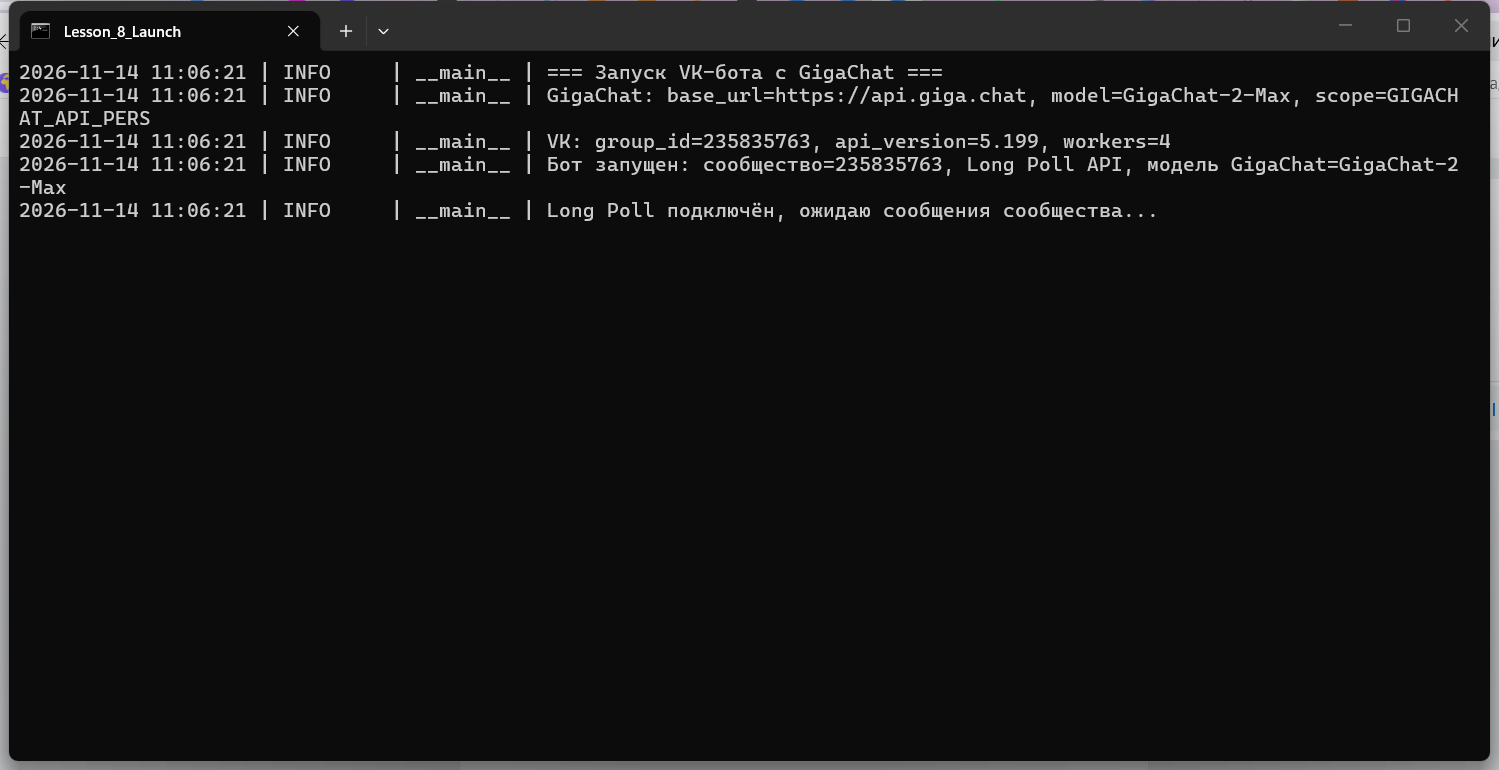 Lesson_8_Launch
2026-11-14 11:06:21 | INFO     | __main__ | === Запуск VK-бота с GigaChat ===
2026-11-14 11:06:21 | INFO     | __main__ | GigaChat: base_url=https://api.giga.chat, model=GigaChat-2-Max, scope=GIGACH
AT_API_PERS
2026-11-14 11:06:21 | INFO     | __main__ | VK: group_id=235835763, api_version=5.199, workers=4
2026-11-14 11:06:21 | INFO     | __main__ | Бот запущен: сообщество=235835763, Long Poll API, модель GigaChat=GigaChat-2
-Max
2026-11-14 11:06:21 | INFO     | __main__ | Long Poll подключён, ожидаю сообщения сообщества...